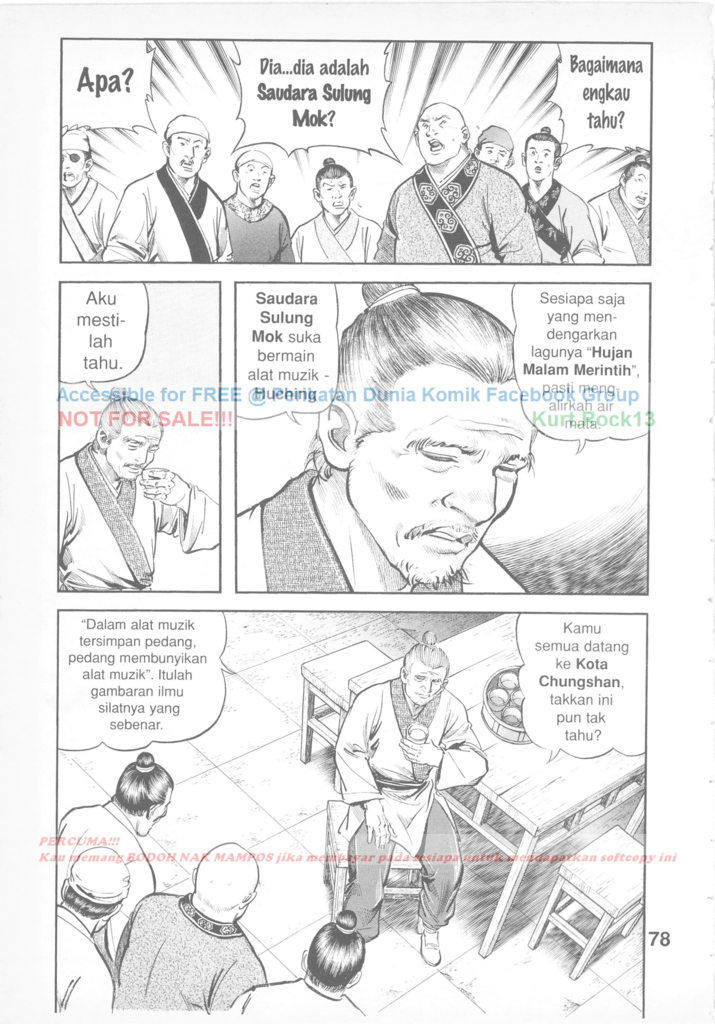 Apa?
Dia...dia adalah
Saudara Sulung
Mok?
Bagaimana
engkau
tahu?
Aku
mesti-
lah
tahu.
Saudara
Sulung
Mok suka
bermain
alat muzik -
Huching
Sesiapa saja
yang men-
dengarkan
lagunya “Hujan
Malam Merintih”,
pasti meng-
alirkah air
mata.
Accessible for FREE @ Pakatan Dunia Komik Facebook Group
NOT FOR SALE!!!
Kurt Rock13
“Dalam alat muzik
tersimpan pedang,
pedang membunyikan
alat muzik”. Itulah
gambaran ilmu
silatnya yang
sebenar.
Kamu
semua datang
ke Kota
Chungshan,
takkan ini
pun tak
tahu?
PERCUMA!!!
Kau memang BODOH NAK MAMPOS jika membayar pada sesiapa untuk mendapatkan softcopy ini
78